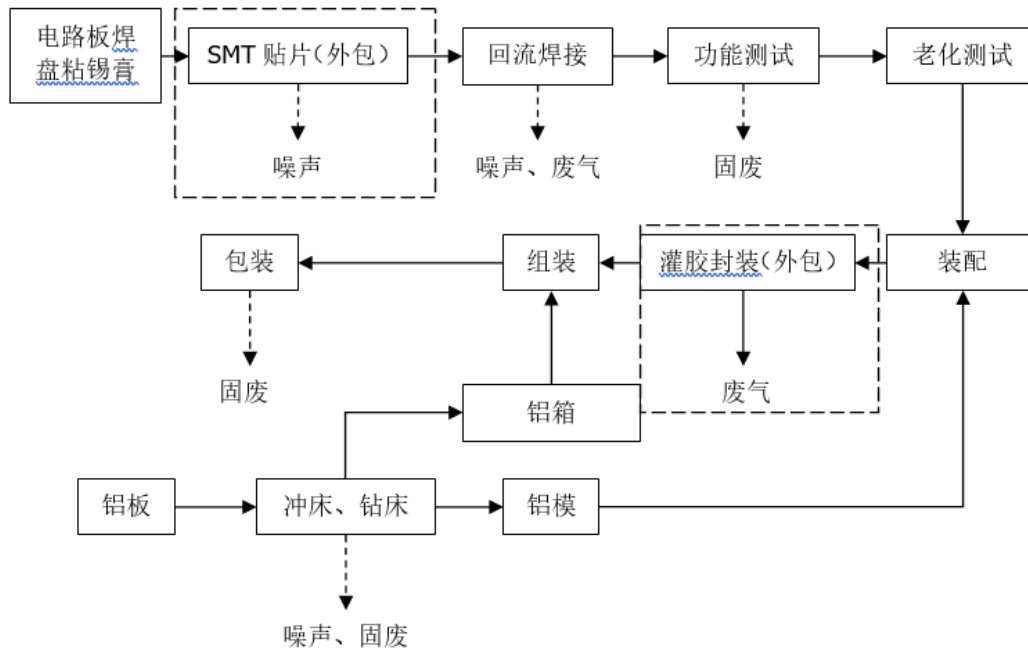 电路板焊
盘粘锡膏
SMT 贴片（外包）
回流焊接
功能测试
老化测试
噪声
噪声、废气
固废
包装
组装
灌胶封装（外包）
装配
固废
铝箱
废气
铝板
冲床、钻床
铝模
噪声、固废